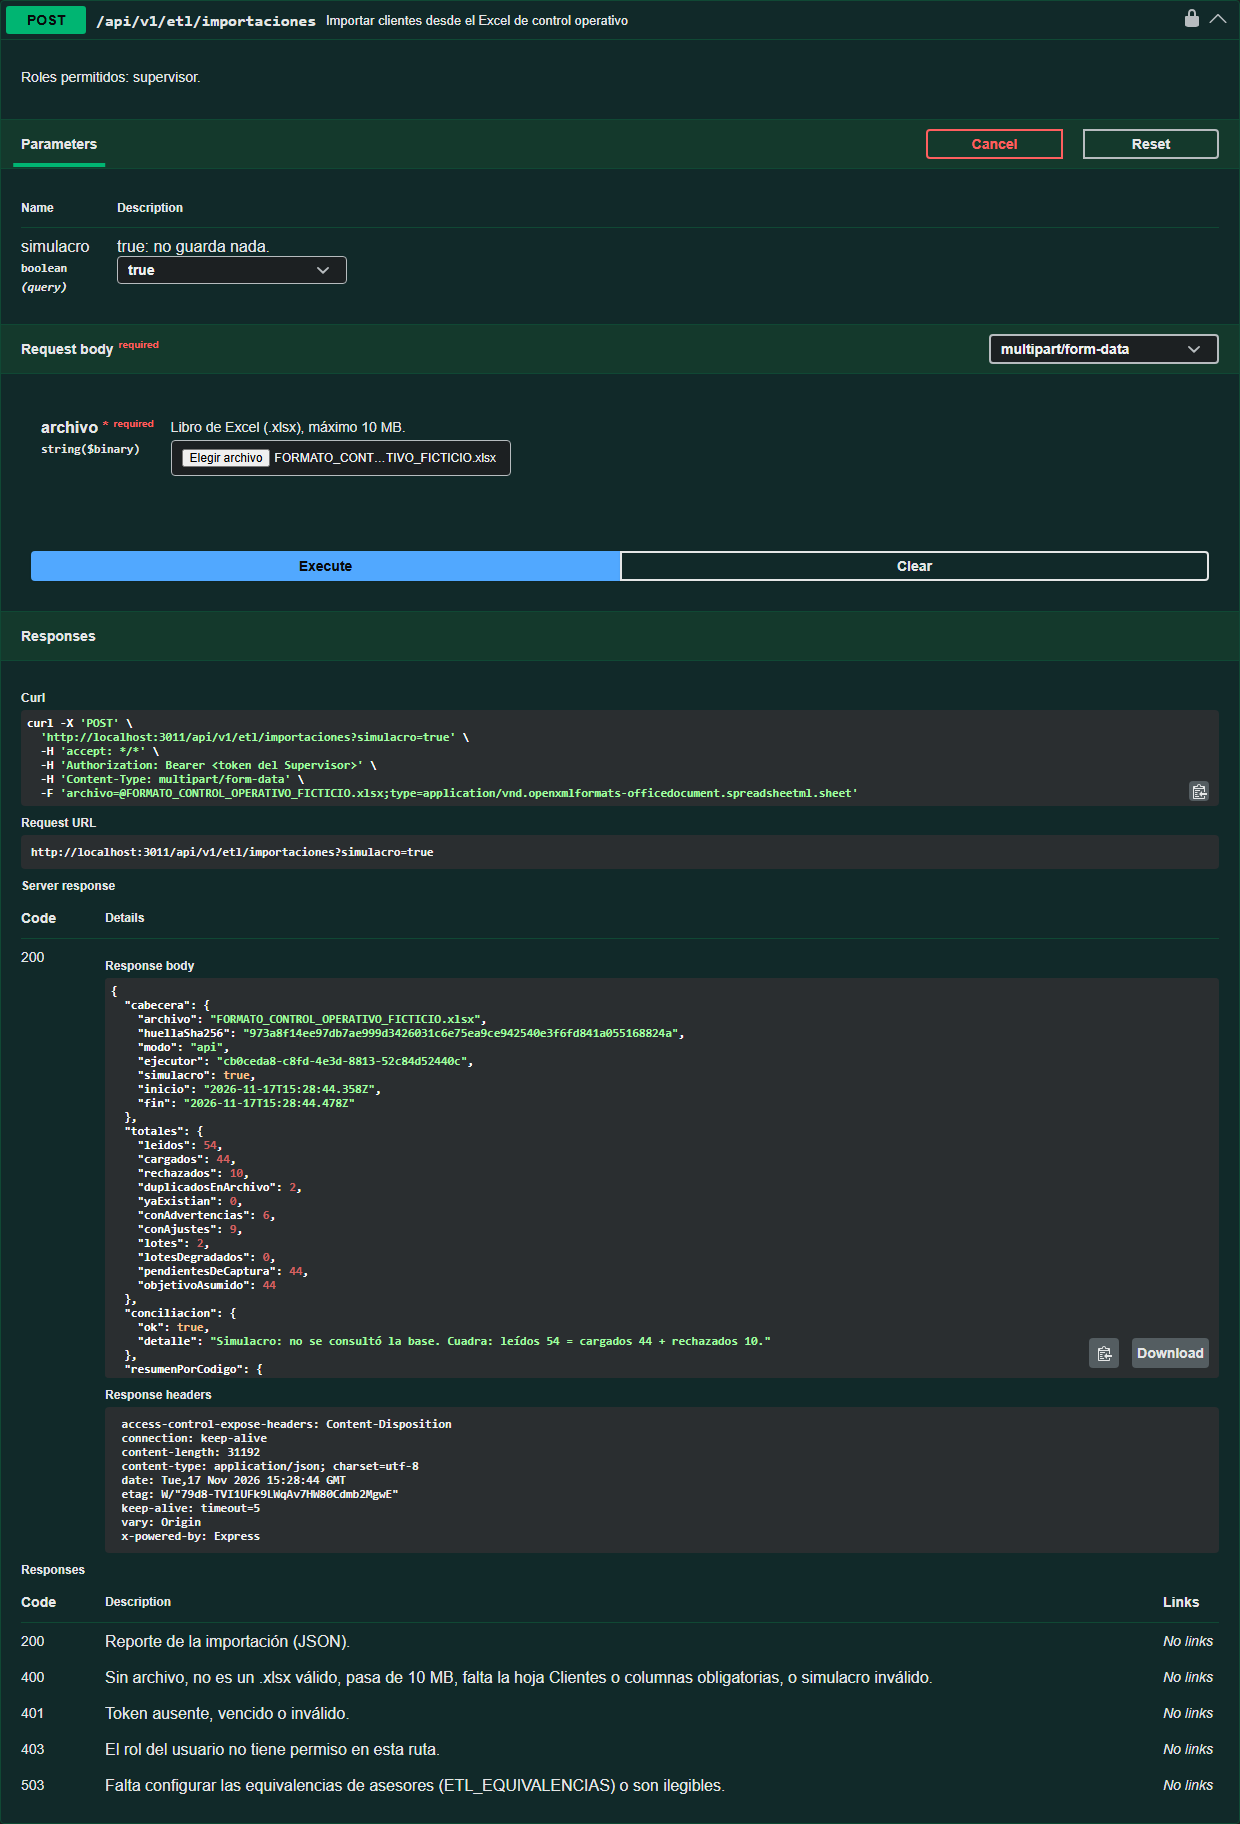 POST /api/v1/etl/importaciones Importar clientes desde el Excel de control operativo
Roles permitidos: supervisor.
Parameters Cancel Reset
Name Description
simulacro true: no guarda nada.
boolean true
(query)
Request body required multipart/form-data
archivo * required Libro de Excel (.xlsx), máximo 10 MB.
string($binary) Elegir archivo FORMATO_CONT…TIVO_FICTICIO.xlsx
Execute Clear
Responses
Curl
curl -X 'POST' \
'http://localhost:3011/api/v1/etl/importaciones?simulacro=true' \
-H 'accept: */*' \
-H 'Authorization: Bearer <token del Supervisor>' \
-H 'Content-Type: multipart/form-data' \
-F 'archivo=@FORMATO_CONTROL_OPERATIVO_FICTICIO.xlsx;type=application/vnd.openxmlformats-officedocument.spreadsheetml.sheet'
Request URL
http://localhost:3011/api/v1/etl/importaciones?simulacro=true
Server response
Code Details
200
Response body
{
"cabecera": {
"archivo": "FORMATO_CONTROL_OPERATIVO_FICTICIO.xlsx",
"huellaSha256": "973a8f14ee97db7ae999d3426031c6e75ea9ce942540e3f6fd841a055168824a",
"modo": "api",
"ejecutor": "cb0ceda8-c8fd-4e3d-8813-52c84d52440c",
"simulacro": true,
"inicio": "2026-11-17T15:28:44.358Z",
"fin": "2026-11-17T15:28:44.478Z"
},
"totales": {
"leidos": 54,
"cargados": 44,
"rechazados": 10,
"duplicadosEnArchivo": 2,
"yaExistian": 0,
"conAdvertencias": 6,
"conAjustes": 9,
"lotes": 2,
"lotesDegradados": 0,
"pendientesDeCaptura": 44,
"objetivoAsumido": 44
},
"conciliacion": {
"ok": true,
"detalle": "Simulacro: no se consultó la base. Cuadra: leídos 54 = cargados 44 + rechazados 10."
},
"resumenPorCodigo": {
Download
Response headers
access-control-expose-headers: Content-Disposition
connection: keep-alive
content-length: 31192
content-type: application/json; charset=utf-8
date: Tue,17 Nov 2026 15:28:44 GMT
etag: W/"79d8-TVI1UFk9LWqAv7HW80Cdmb2MgwE"
keep-alive: timeout=5
vary: Origin
x-powered-by: Express
Responses
Code Description Links
200 Reporte de la importación (JSON). No links
400 Sin archivo, no es un .xlsx válido, pasa de 10 MB, falta la hoja Clientes o columnas obligatorias, o simulacro inválido. No links
401 Token ausente, vencido o inválido. No links
403 El rol del usuario no tiene permiso en esta ruta. No links
503 Falta configurar las equivalencias de asesores (ETL_EQUIVALENCIAS) o son ilegibles. No links